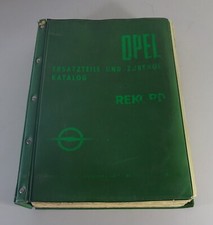 OPEL
ERSATZTEILE UND ZUBEHÖR
KATALOG